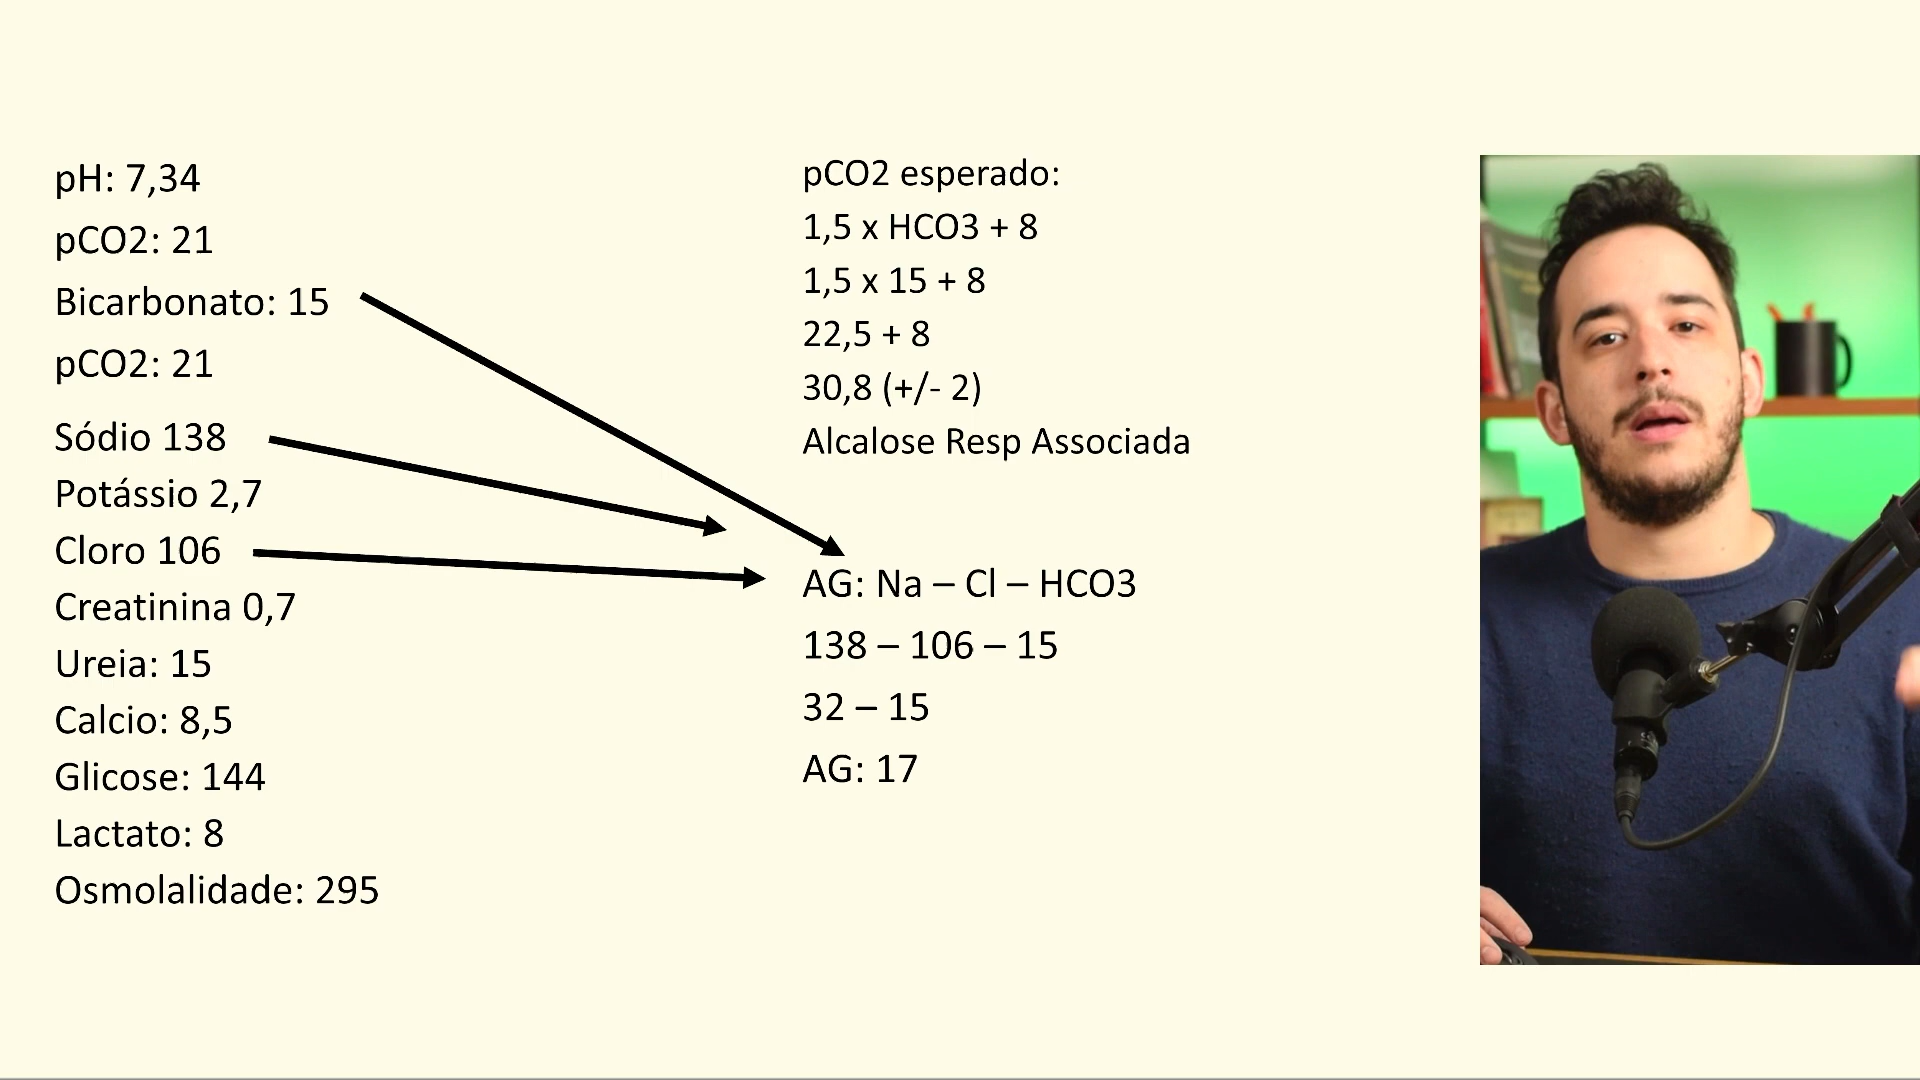 pH: 7,34
pCO2: 21
Bicarbonato: 15
pCO2: 21
Sódio 138
Potássio 2,7
Cloro 106
Creatinina 0,7
Ureia: 15
Calcio: 8,5
Glicose: 144
Lactato: 8
Osmolalidade: 295
pCO2 esperado:
1,5 x HCO3 + 8
1,5 x 15 + 8
22,5 + 8
30,8 (+/- 2)
Alcalose Resp Associada
AG: Na – Cl – HCO3
138 – 106 – 15
32 – 15
AG: 17